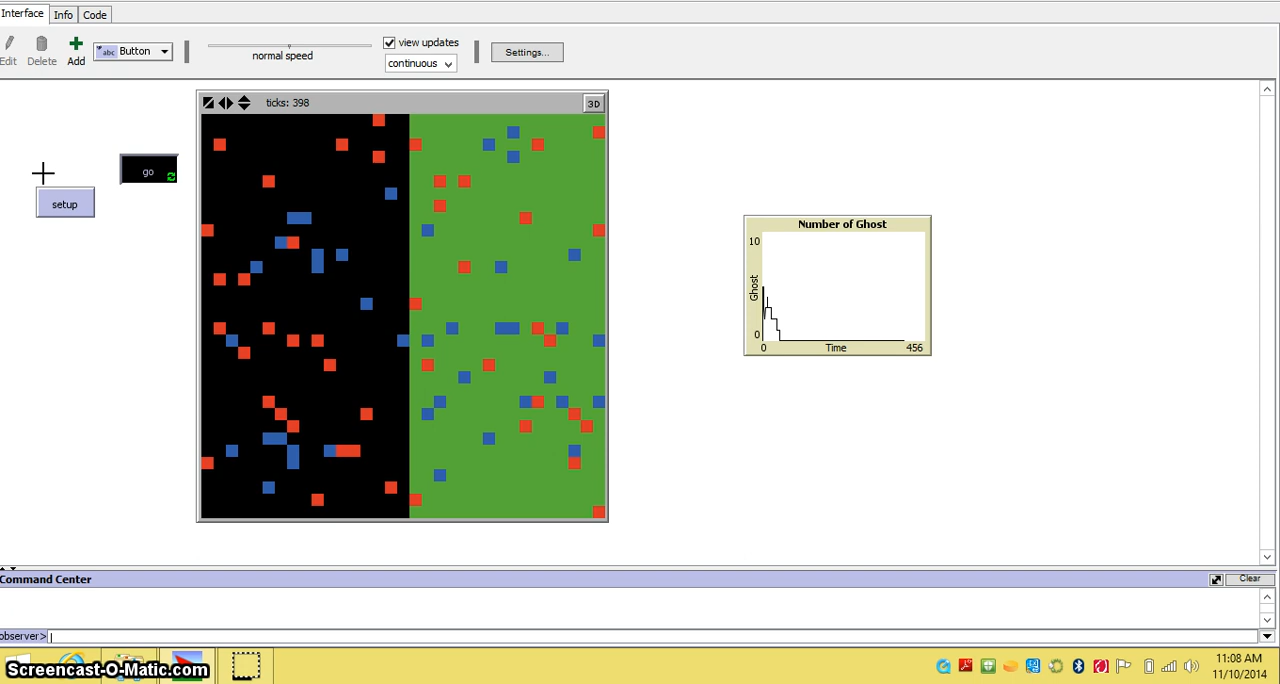 Interface Info Code
Edit Delete Add abc Button normal speed view updates continuous Settings...
ticks: 398 3D
go
setup
Number of Ghost
10
Ghost
0
0 Time 456
Command Center Clear
observer>
Screencast-O-Matic.com
11:08 AM
11/10/2014